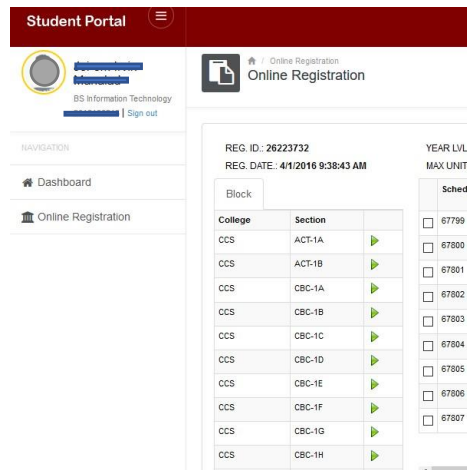 Student Portal
BS Information Technology
| Sign out
NAVIGATION
Dashboard
Online Registration
/ Online Registration
Online Registration
REG. ID.: 26223732
REG. DATE.: 4/1/2016 9:38:43 AM
YEAR LVL
MAX UNIT
Block
College Section
CCS ACT-1A
CCS ACT-1B
CCS CBC-1A
CCS CBC-1B
CCS CBC-1C
CCS CBC-1D
CCS CBC-1E
CCS CBC-1F
CCS CBC-1G
CCS CBC-1H
Sched
67799
67800
67801
67802
67803
67804
67805
67806
67807